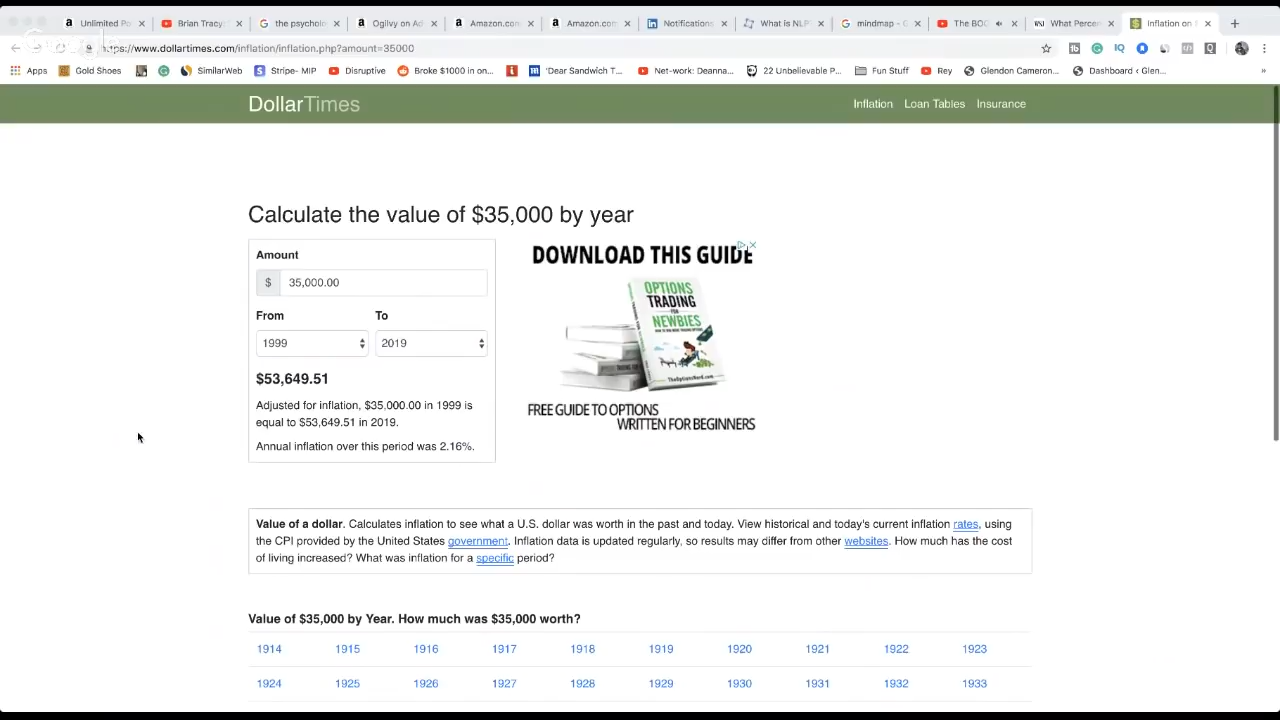 Unlimited Po
Brian Tracy:
the psychol
Ogilvy on Ad
Amazon.com
Amazon.com
Notifications
What is NLP
mindmap - G
The BOO
What Percen
Inflation on
https://www.dollartimes.com/inflation/inflation.php?amount=35000
Apps
Gold Shoes
SimilarWeb
Stripe- MIP
Disruptive
Broke $1000 in on...
'Dear Sandwich T...
Net-work: Deanna...
22 Unbelievable P...
Fun Stuff
Rey
Glendon Cameron...
Dashboard ‹ Glen...
»
DollarTimes
Inflation
Loan Tables
Insurance
Calculate the value of $35,000 by year
Amount
$ 35,000.00
From To
1999 2019
$53,649.51
Adjusted for inflation, $35,000.00 in 1999 is
equal to $53,649.51 in 2019.
Annual inflation over this period was 2.16%.
DOWNLOAD THIS GUIDE
OPTIONS
TRADING
FOR
NEWBIES
TheOptionsNerd.com
FREE GUIDE TO OPTIONS
WRITTEN FOR BEGINNERS
Value of a dollar. Calculates inflation to see what a U.S. dollar was worth in the past and today. View historical and today's current inflation rates, using
the CPI provided by the United States government. Inflation data is updated regularly, so results may differ from other websites. How much has the cost
of living increased? What was inflation for a specific period?
Value of $35,000 by Year. How much was $35,000 worth?
1914 1915 1916 1917 1918 1919 1920 1921 1922 1923
1924 1925 1926 1927 1928 1929 1930 1931 1932 1933